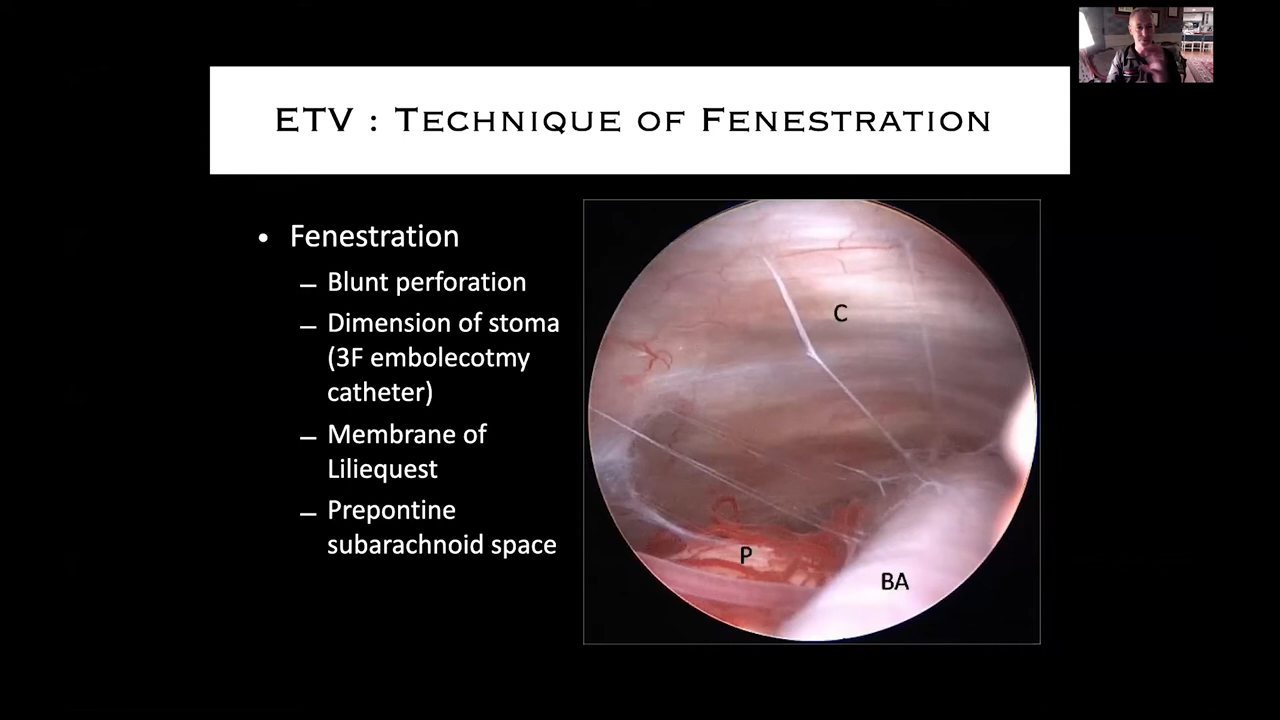 ETV : TECHNIQUE OF FENESTRATION
• Fenestration
– Blunt perforation
– Dimension of stoma
(3F embolecotmy
catheter)
– Membrane of
Liliequest
– Prepontine
subarachnoid space
C
P
BA